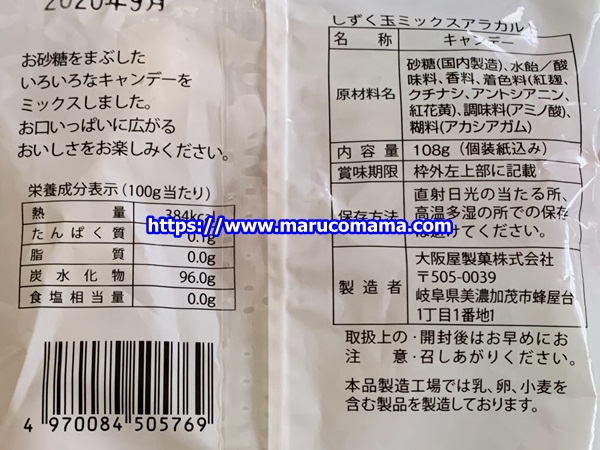 2020年9月
お砂糖をまぶした
いろいろなキャンデーを
ミックスしました。
お口いっぱいに広がる
おいしさをお楽しみください。
栄養成分表示(100g当たり)
熱量 384kcal
たんぱく質 0.1g
脂質 0.0g
炭水化物 96.0g
食塩相当量 0.0g
4 970084 505769
しずく玉ミックスアラカルト
名称 キャンデー
原材料名 砂糖(国内製造)、水飴/酸
味料、香料、着色料(紅麹、
クチナシ、アントシアニン、
紅花黄)、調味料(アミノ酸)、
糊料(アカシアガム)
内容量 108g(個装紙込み)
賞味期限 枠外左上部に記載
保存方法 直射日光の当たる所、
高温多湿の所での保存
は避けてください。
製造者 大阪屋製菓株式会社
〒505-0039
岐阜県美濃加茂市蜂屋台
1丁目1番地1
取扱上の・開封後はお早めにお
注意・召しあがりください。
本品製造工場では乳、卵、小麦を
含む製品を製造しております。
https://www.marucomama.com